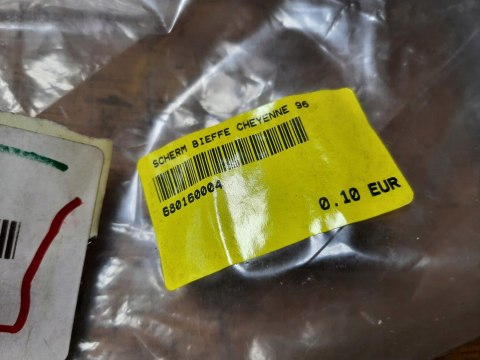 SCHERM BIEFFE CHEYENNE 96
680160004
0.10 EUR